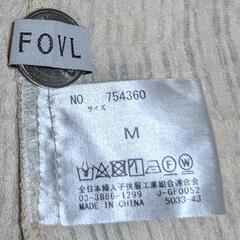 FOVL
NO. 754360
サイズ
M
全日本婦人子供服工業組合連合会
03-3866-1299 J-GF0052
MADE IN CHINA 5033-43